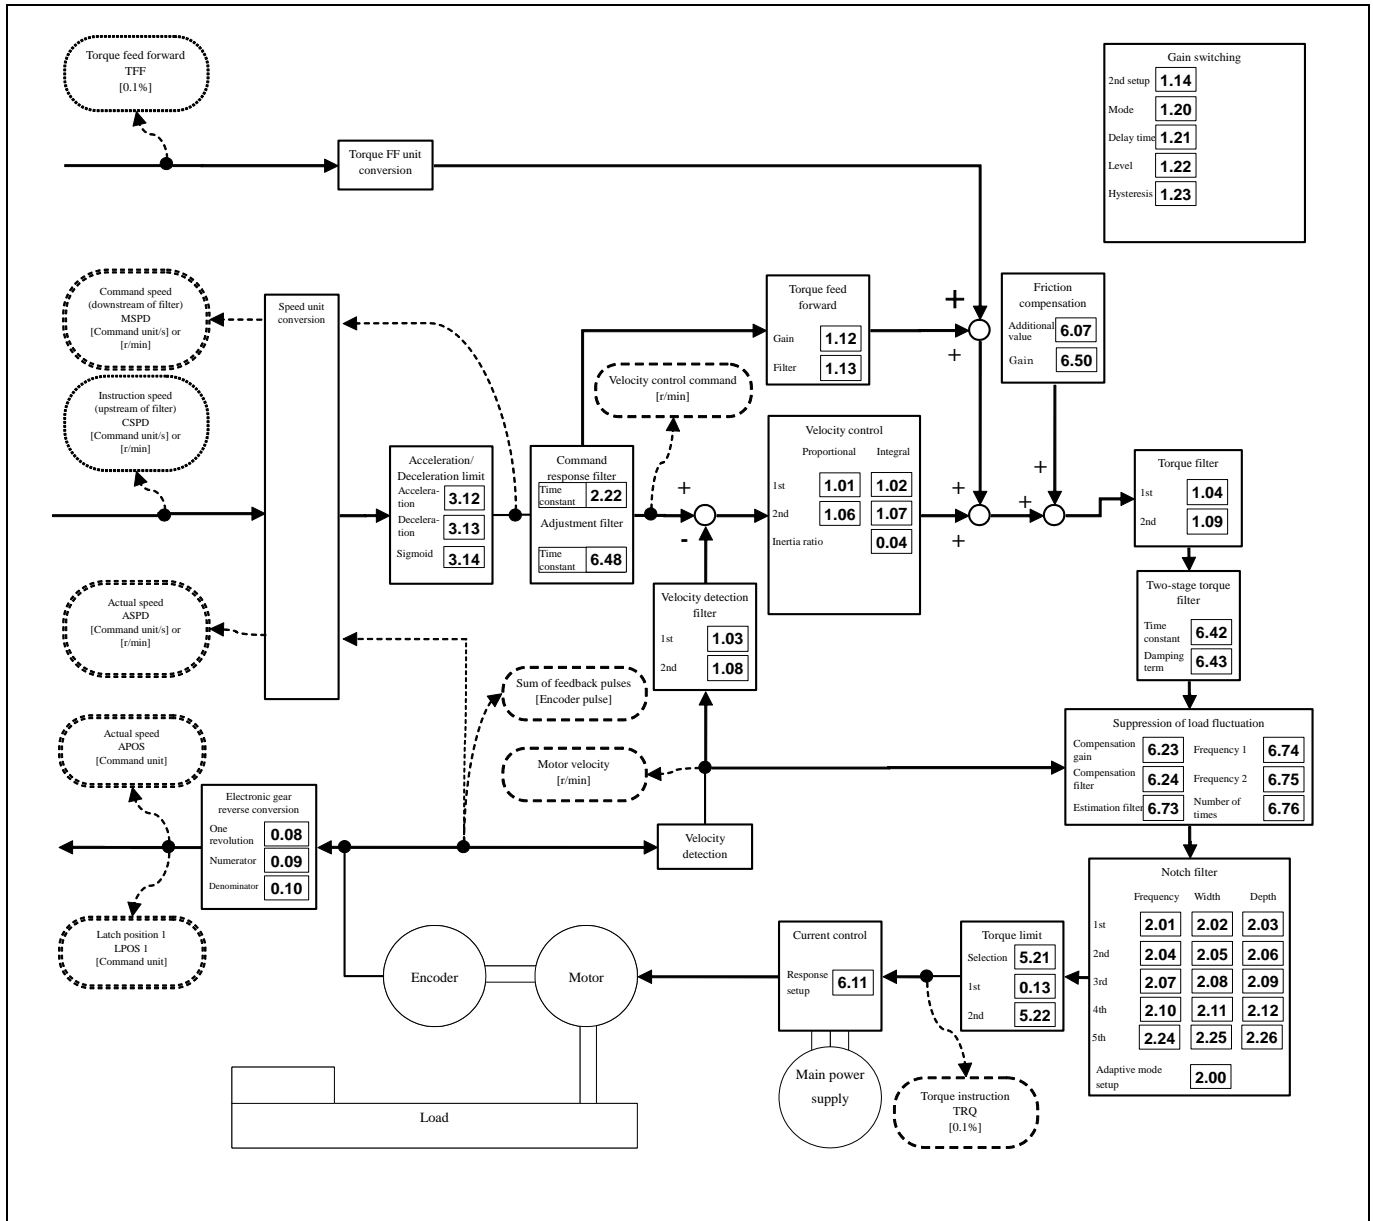 Torque feed forward
TFF
[0.1%]
Torque FF unit
conversion
Gain switching
2nd setup 1.14
Mode 1.20
Delay time 1.21
Level 1.22
Hysteresis 1.23
Command speed
(downstream of filter)
MSPD
[Command unit/s] or
[r/min]
Instruction speed
(upstream of filter)
CSPD
[Command unit/s] or
[r/min]
Speed unit
conversion
Actual speed
ASPD
[Command unit/s] or
[r/min]
Acceleration/
Deceleration limit
Accelera-
tion 3.12
Decelera-
tion 3.13
Sigmoid 3.14
Command
response filter
Time
constant 2.22
Adjustment filter
Time
constant 6.48
Velocity control command
[r/min]
Torque feed
forward
Gain 1.12
Filter 1.13
+
+
Friction
compensation
Additional
value 6.07
Gain 6.50
+
-
Velocity control
Proportional Integral
1st 1.01 1.02
2nd 1.06 1.07
Inertia ratio 0.04
+
+
+
+
Torque filter
1st 1.04
2nd 1.09
Two-stage torque
filter
Time
constant 6.42
Damping
term 6.43
Velocity detection
filter
1st 1.03
2nd 1.08
Sum of feedback pulses
[Encoder pulse]
Motor velocity
[r/min]
Suppression of load fluctuation
Compensation
gain 6.23 Frequency 1 6.74
Compensation
filter 6.24 Frequency 2 6.75
Estimation filter 6.73 Number of
times 6.76
Actual speed
APOS
[Command unit]
Electronic gear
reverse conversion
One
revolution 0.08
Numerator 0.09
Denominator 0.10
Velocity
detection
Latch position 1
LPOS 1
[Command unit]
Encoder
Motor
Load
Current control
Response
setup 6.11
Main power
supply
Torque limit
Selection 5.21
1st 0.13
2nd 5.22
Torque instruction
TRQ
[0.1%]
Notch filter
Frequency Width Depth
1st 2.01 2.02 2.03
2nd 2.04 2.05 2.06
3rd 2.07 2.08 2.09
4th 2.10 2.11 2.12
5th 2.24 2.25 2.26
Adaptive mode
setup 2.00